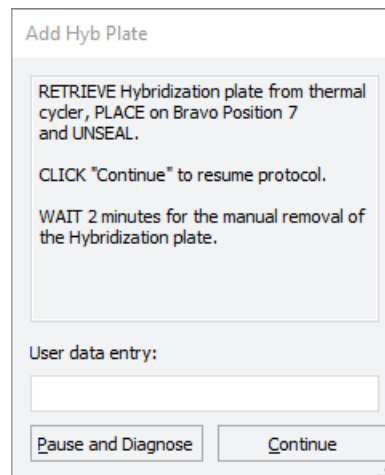 Add Hyb Plate
RETRIEVE Hybridization plate from thermal
cycler, PLACE on Bravo Position 7
and UNSEAL.
CLICK "Continue" to resume protocol.
WAIT 2 minutes for the manual removal of
the Hybridization plate.
User data entry:
Pause and Diagnose
Continue